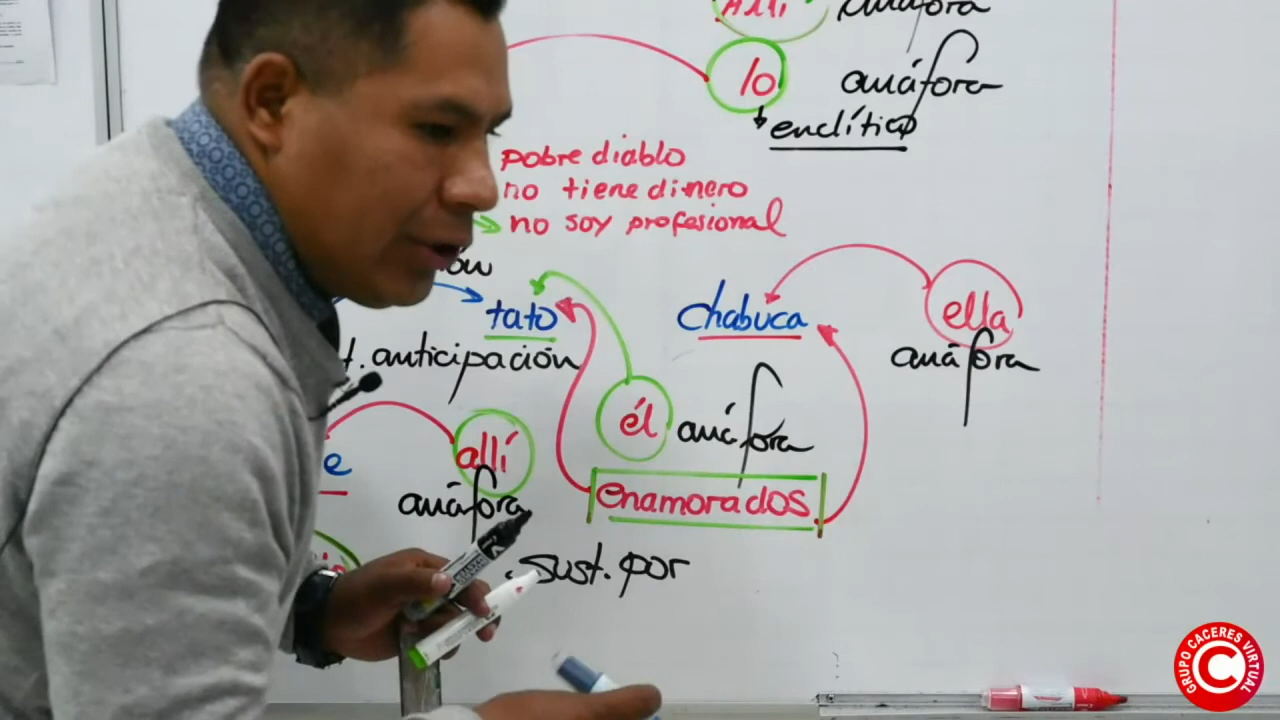 Allí anáfora
lo anáfora
enclítico
pobre diablo
no tiene dinero
no soy profesional
tato chabuca ella
t. anticipación anáfora
él anáfora
e allí
anáfora enamorados
. sust. por
GRUPO CACERES VIRTUAL
C